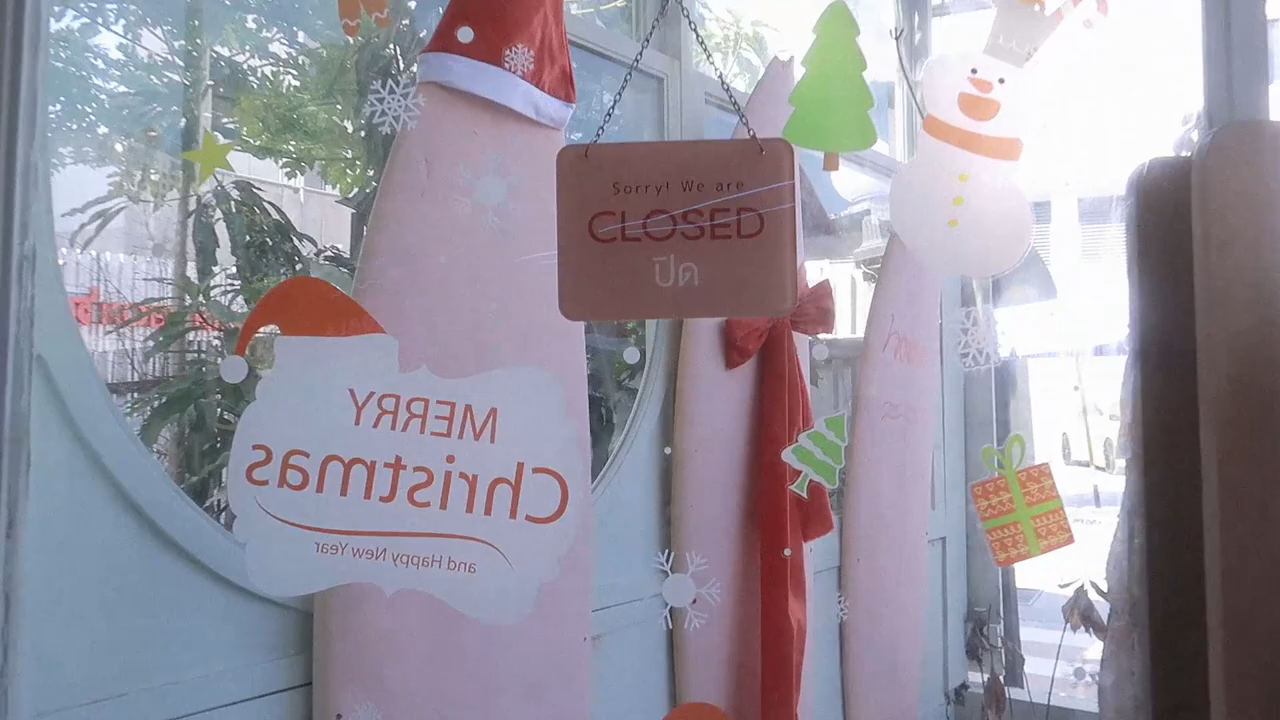 Sorry! We are
CLOSED
ปิด
MERRY
Christmas
and Happy New Year